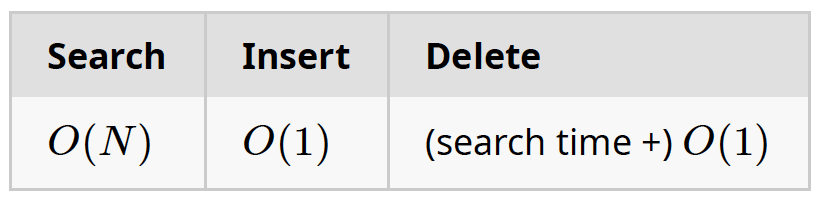 Search Insert Delete
O(N) O(1) (search time +) O(1)